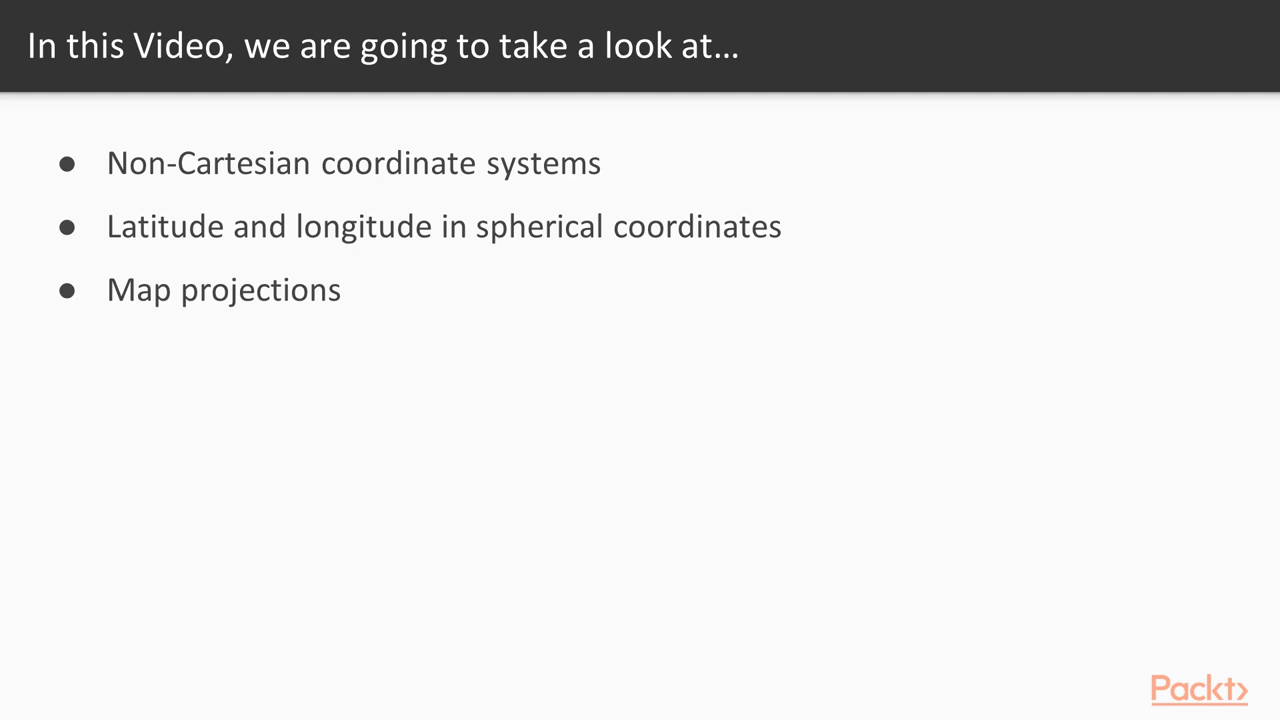 In this Video, we are going to take a look at...
● Non-Cartesian coordinate systems
● Latitude and longitude in spherical coordinates
● Map projections
Packt>